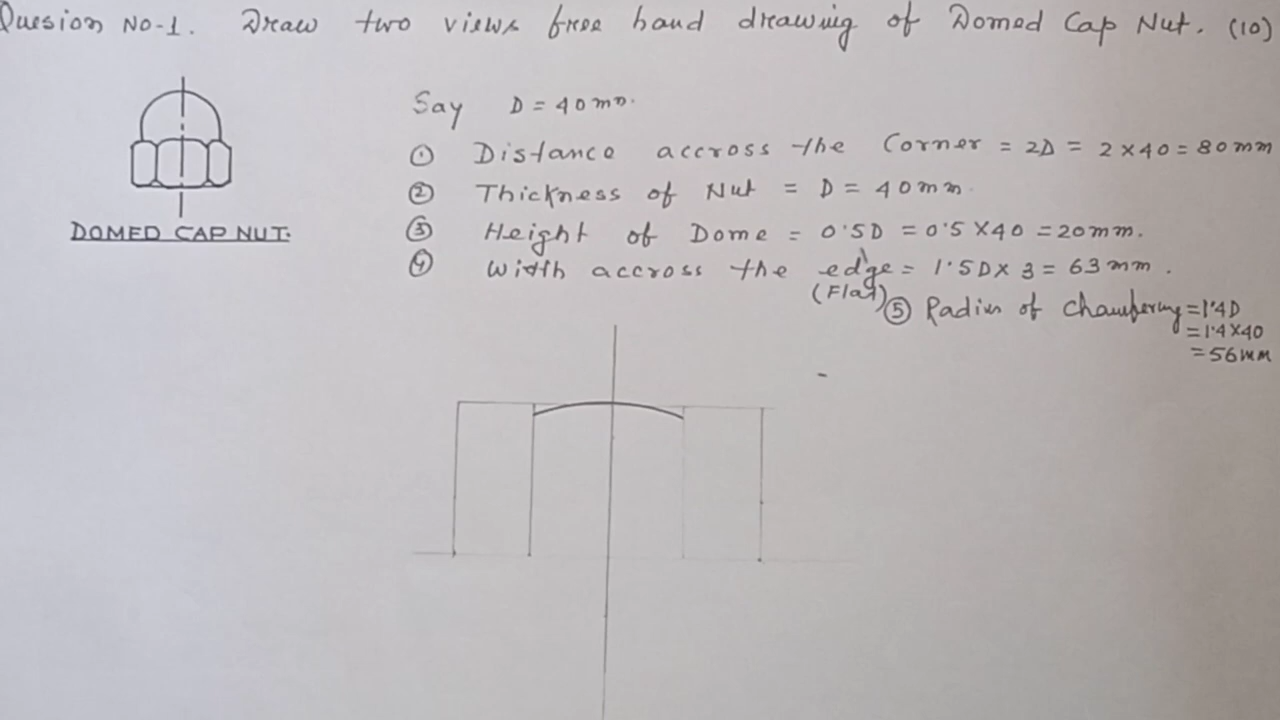 Quesion No-1. Draw two views free hand drawing of Domed Cap Nut. (10)
Say D = 40mm.
① Distance accross the Corner = 2D = 2 × 40 = 80mm
② Thickness of Nut = D = 40mm.
③ Height of Dome = 0.5D = 0.5 × 40 = 20mm.
④ Width accross the edge = 1.5D × 3 = 63mm.
(Flat)
⑤ Radius of Chamfering = 1.4D
= 1.4 × 40
= 56mm
DOMED CAP NUT.